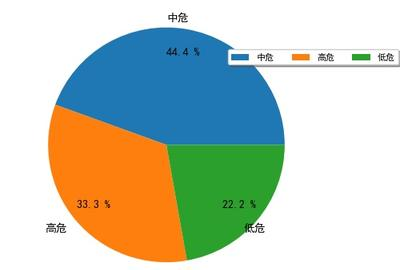 中危
44.4 %
中危 高危 低危
33.3 %
22.2 %
高危
低危